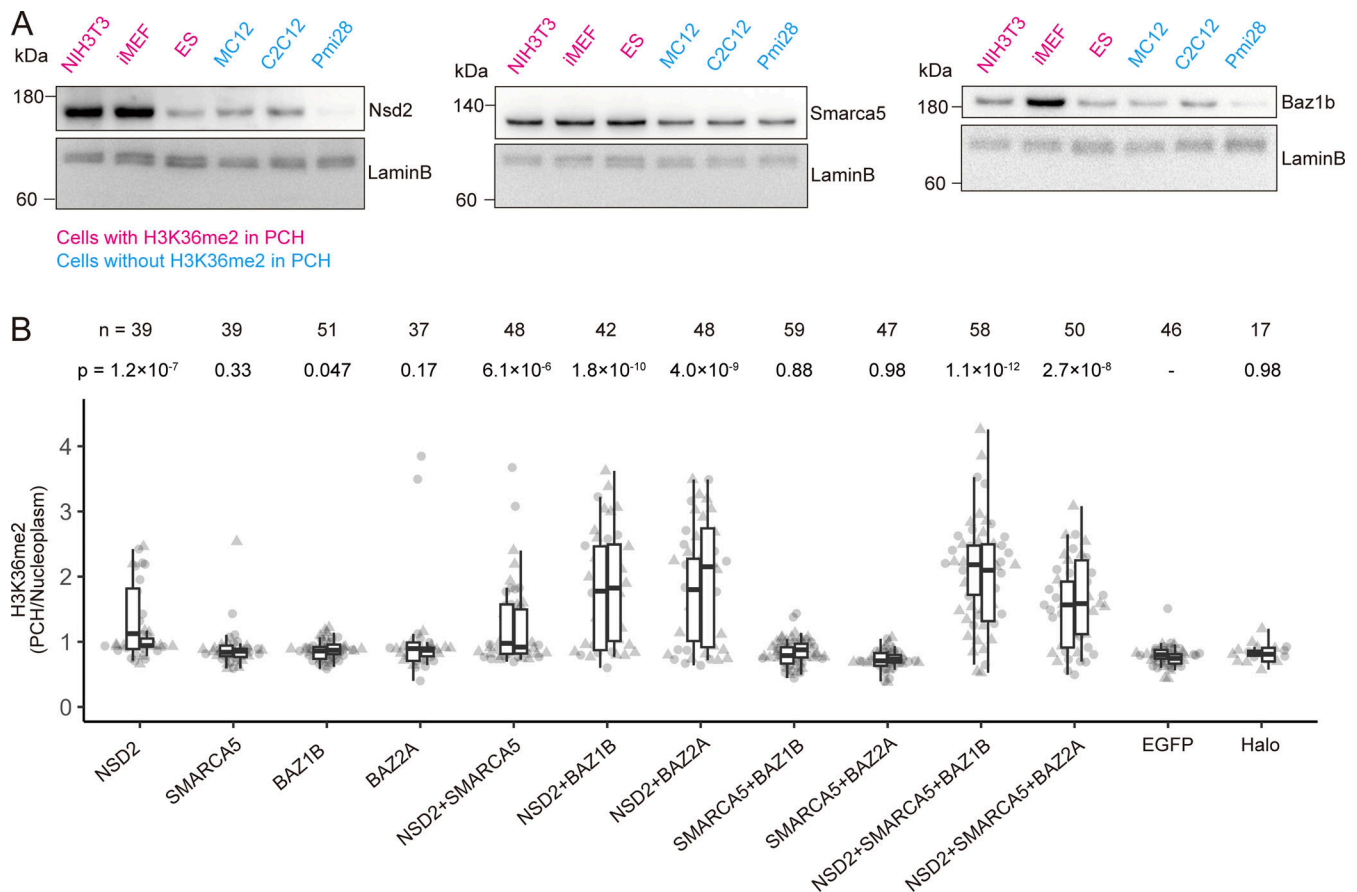 A
kDa
NIH3T3
iMEF
ES
MC12
C2C12
Pmi28
180
Nsd2
LaminB
60
kDa
NIH3T3
iMEF
ES
MC12
C2C12
Pmi28
140
Smarca5
LaminB
60
kDa
NIH3T3
iMEF
ES
MC12
C2C12
Pmi28
180
Baz1b
LaminB
60
Cells with H3K36me2 in PCH
Cells without H3K36me2 in PCH
B
n = 39 39 51 37 48 42 48 59 47 58 50 46 17
p = 1.2×10⁻⁷ 0.33 0.047 0.17 6.1×10⁻⁶ 1.8×10⁻¹⁰ 4.0×10⁻⁹ 0.88 0.98 1.1×10⁻¹² 2.7×10⁻⁸ - 0.98
H3K36me2
(PCH/Nucleoplasm)
4
3
2
1
0
NSD2
SMARCA5
BAZ1B
BAZ2A
NSD2+SMARCA5
NSD2+BAZ1B
NSD2+BAZ2A
SMARCA5+BAZ1B
SMARCA5+BAZ2A
NSD2+SMARCA5+BAZ1B
NSD2+SMARCA5+BAZ2A
EGFP
Halo